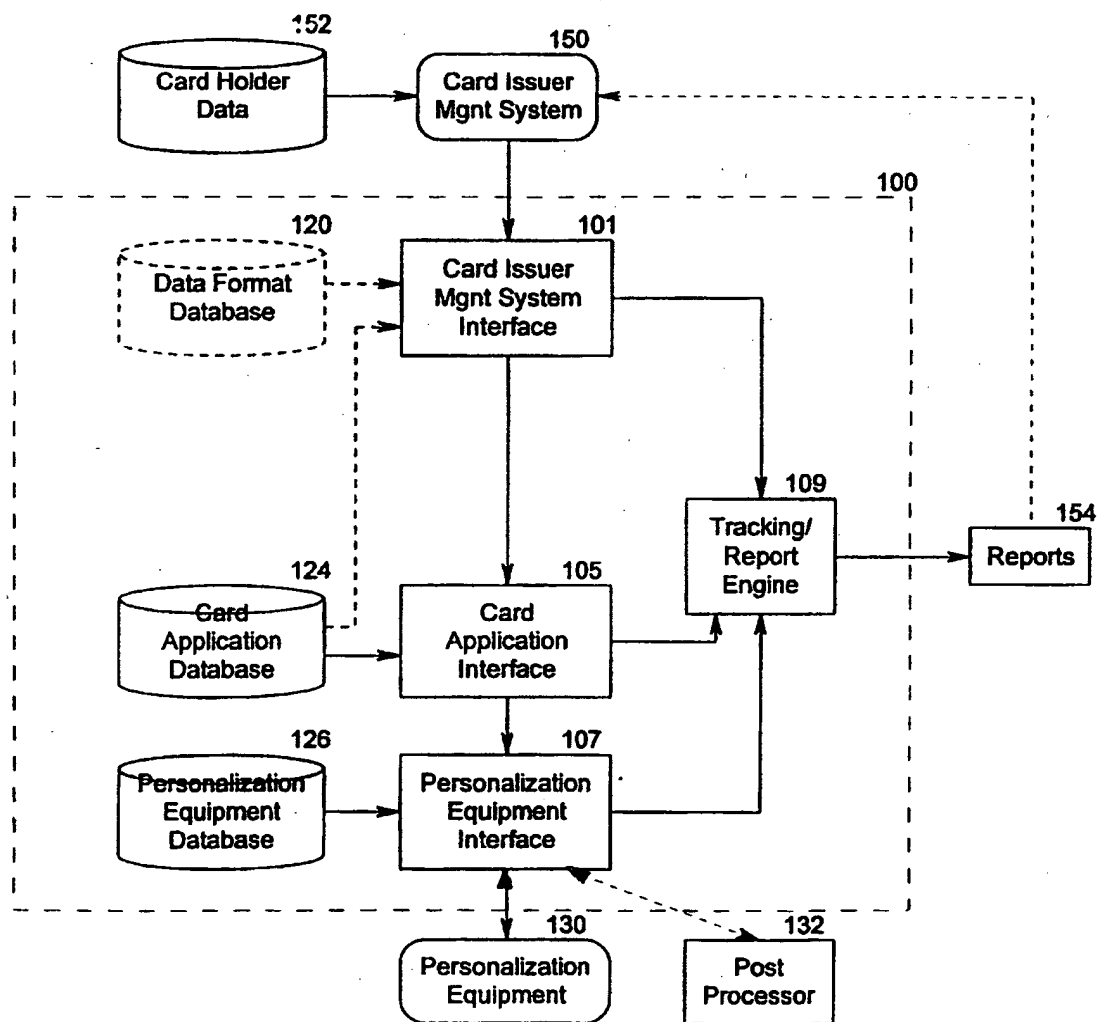 152
Card Holder
Data
150
Card Issuer
Mgnt System
100
120
Data Format
Database
101
Card Issuer
Mgnt System
Interface
109
Tracking/
Report
Engine
154
Reports
124
Card
Application
Database
105
Card
Application
Interface
126
Personalization
Equipment
Database
107
Personalization
Equipment
Interface
130
Personalization
Equipment
132
Post
Processor